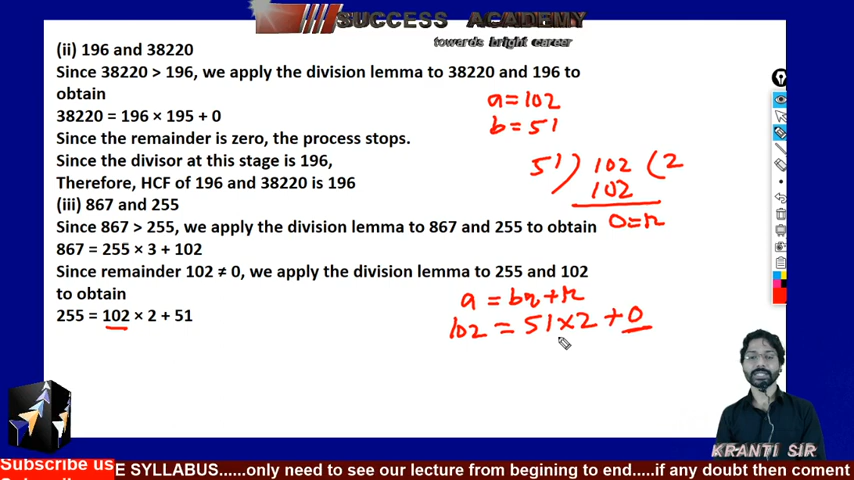 SUCCESS ACADEMY
towards bright career
(ii) 196 and 38220
Since 38220 > 196, we apply the division lemma to 38220 and 196 to
obtain
38220 = 196 × 195 + 0
Since the remainder is zero, the process stops.
Since the divisor at this stage is 196,
Therefore, HCF of 196 and 38220 is 196
(iii) 867 and 255
Since 867 > 255, we apply the division lemma to 867 and 255 to obtain
867 = 255 × 3 + 102
Since remainder 102 ≠ 0, we apply the division lemma to 255 and 102
to obtain
255 = 102 × 2 + 51
a = 102
b = 51
51) 102 (2
102
0 = r
a = bq + r
102 = 51 × 2 + 0
KRANTI SIR
Subscribe us
E SYLLABUS......only need to see our lecture from begining to end.....if any doubt then coment